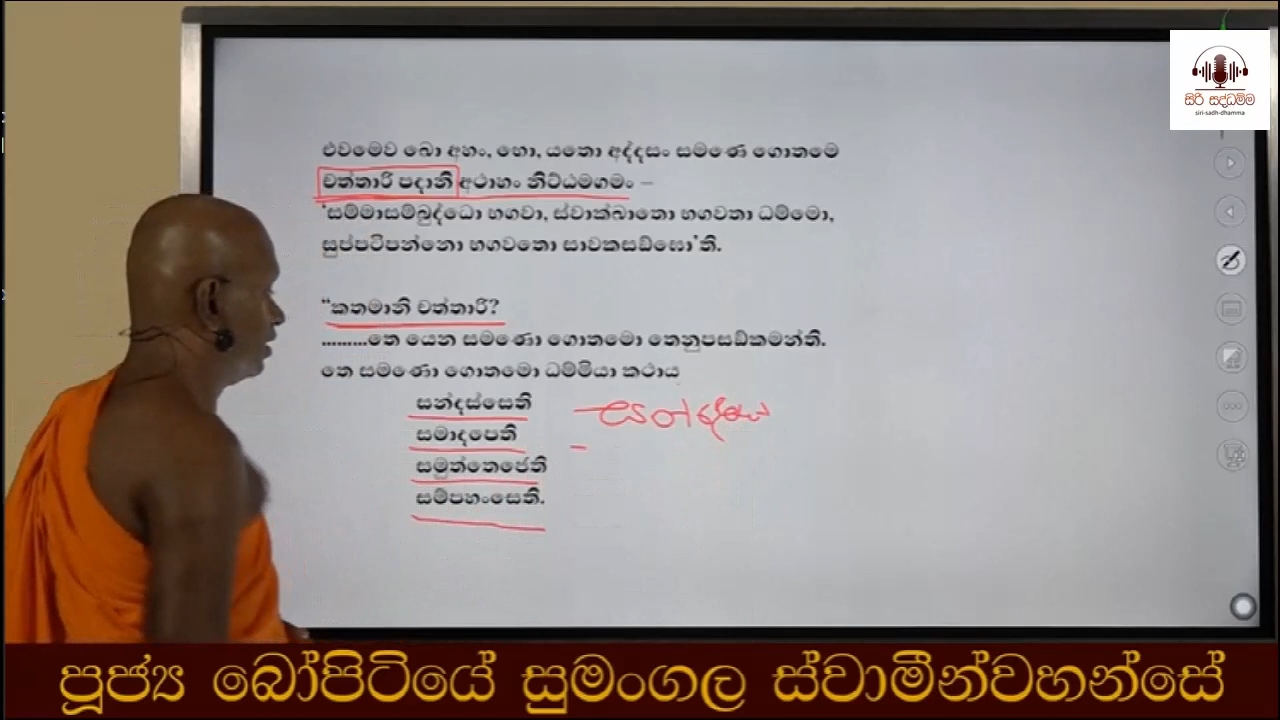 සිරි සද්ධම්ම
siri-sadh-dhamma
එවමෙව ඛො අහං, භො, යතො අද්දසං සමණෙ ගොතමෙ
චත්තාරි පදානි අථාහං නිට්ඨමගමං –
'සම්මාසම්බුද්ධො භගවා, ස්වාක්ඛාතො භගවතා ධම්මො,
සුප්පටිපන්නො භගවතො සාවකසඞ්ඝො'ති.
"කතමානි චත්තාරි?
.........තෙ යෙන සමණො ගොතමො තෙනුපසඞ්කමන්ති.
තෙ සමණො ගොතමො ධම්මියා කථාය
සන්දස්සෙති
සමාදපෙති
සමුත්තෙජෙති
සම්පහංසෙති.
පූජ්‍ය බෝපිටියේ සුමංගල ස්වාමීන්වහන්සේ